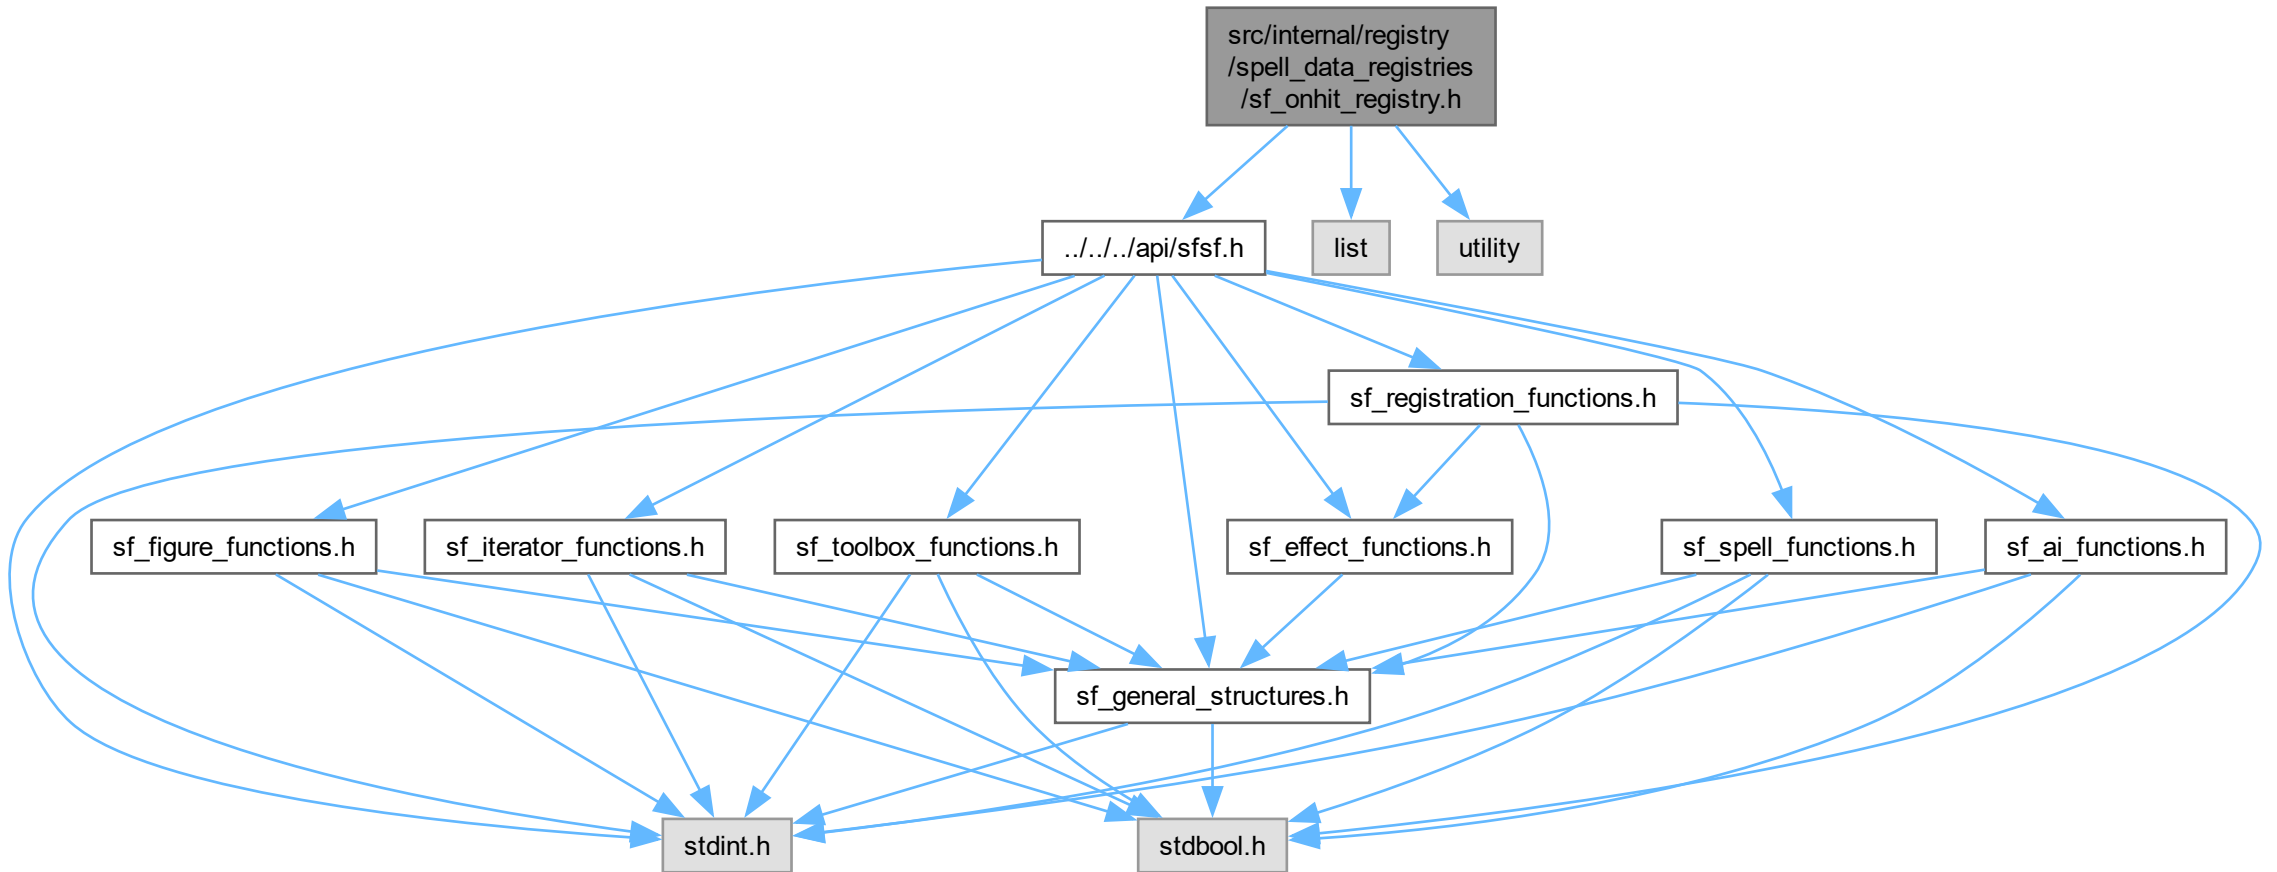 src/internal/registry
/spell_data_registries
/sf_onhit_registry.h
../../../api/sfsf.h
list
utility
sf_registration_functions.h
sf_figure_functions.h
sf_iterator_functions.h
sf_toolbox_functions.h
sf_effect_functions.h
sf_spell_functions.h
sf_ai_functions.h
sf_general_structures.h
stdint.h
stdbool.h